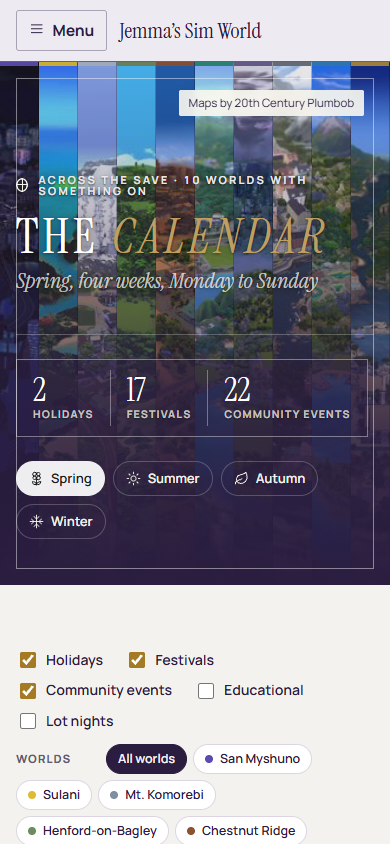 Menu
Jemma's Sim World
Maps by 20th Century Plumbob
ACROSS THE SAVE · 10 WORLDS WITH
SOMETHING ON
THE CALENDAR
Spring, four weeks, Monday to Sunday
2
HOLIDAYS
17
FESTIVALS
22
COMMUNITY EVENTS
Spring
Summer
Autumn
Winter
Holidays
Festivals
Community events
Educational
Lot nights
WORLDS
All worlds
San Myshuno
Sulani
Mt. Komorebi
Henford-on-Bagley
Chestnut Ridge